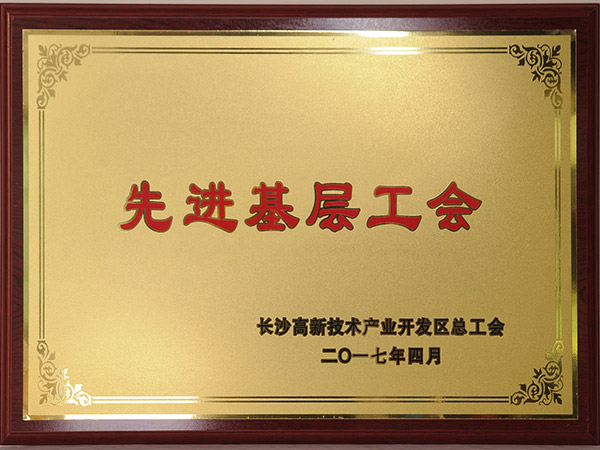 先进基层工会
长沙高新技术产业开发区总工会
二〇一七年四月